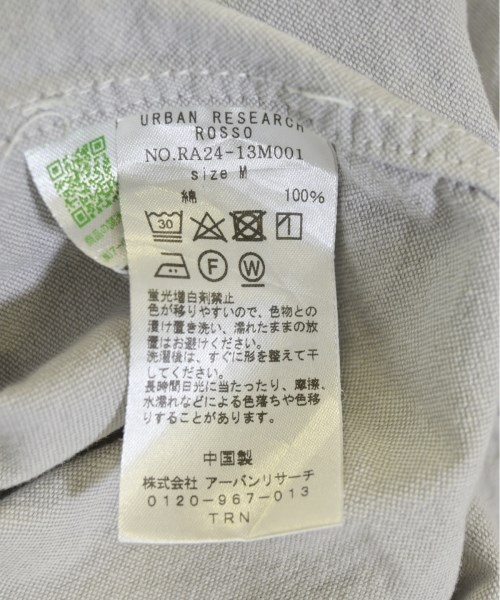 URBAN RESEARCH
ROSSO
NO.RA24-13M001
size M
綿 100%
30
F
W
蛍光増白剤禁止
色が移りやすいので、色物との
漬け置き洗い、濡れたままの放
置はお避けください。
洗濯後は、すぐに形を整えて干
してください。
長時間日光に当たったり、摩擦、
水濡れなどによる色落ちや色移
りすることがあります。
中国製
株式会社 アーバンリサーチ
0120-967-013
TRN